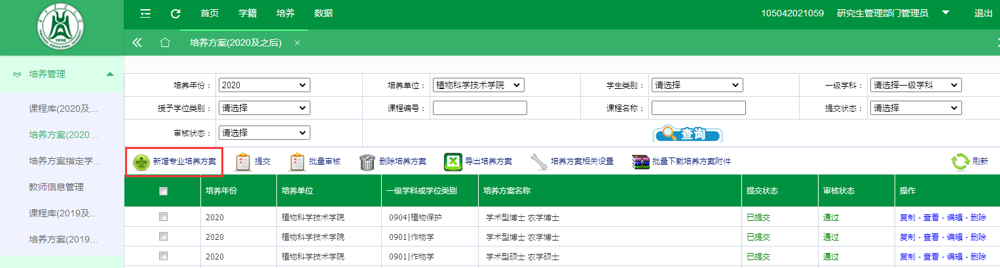 首页 学籍 培养 数据 105042021059 研究生管理部门管理员 退出
1898
HUAZHONG AGRICULTURAL UNIVERSITY
培养方案(2020及之后) ×
培养管理
课程库(2020及...
培养方案(2020...
培养方案指定学...
教师信息管理
课程库(2019及...
培养方案(2019...
培养年份： 2020 培养单位： 植物科学技术学院 学生类别： 请选择 一级学科： 请选择一级学科
授予学位类别： 请选择 课程编号： 课程名称： 提交状态： 请选择
审核状态： 请选择 查询
新增专业培养方案 提交 批量审核 删除培养方案 导出培养方案 培养方案相关设置 批量下载培养方案附件 刷新
培养年份 培养单位 一级学科或学位类别 培养方案名称 提交状态 审核状态 操作
2020 植物科学技术学院 0904|植物保护 学术型博士 农学博士 已提交 通过 复制 - 查看 - 编辑 - 删除
2020 植物科学技术学院 0901|作物学 学术型博士 农学博士 已提交 通过 复制 - 查看 - 编辑 - 删除
2020 植物科学技术学院 0901|作物学 学术型硕士 农学硕士 已提交 通过 复制 - 查看 - 编辑 - 删除